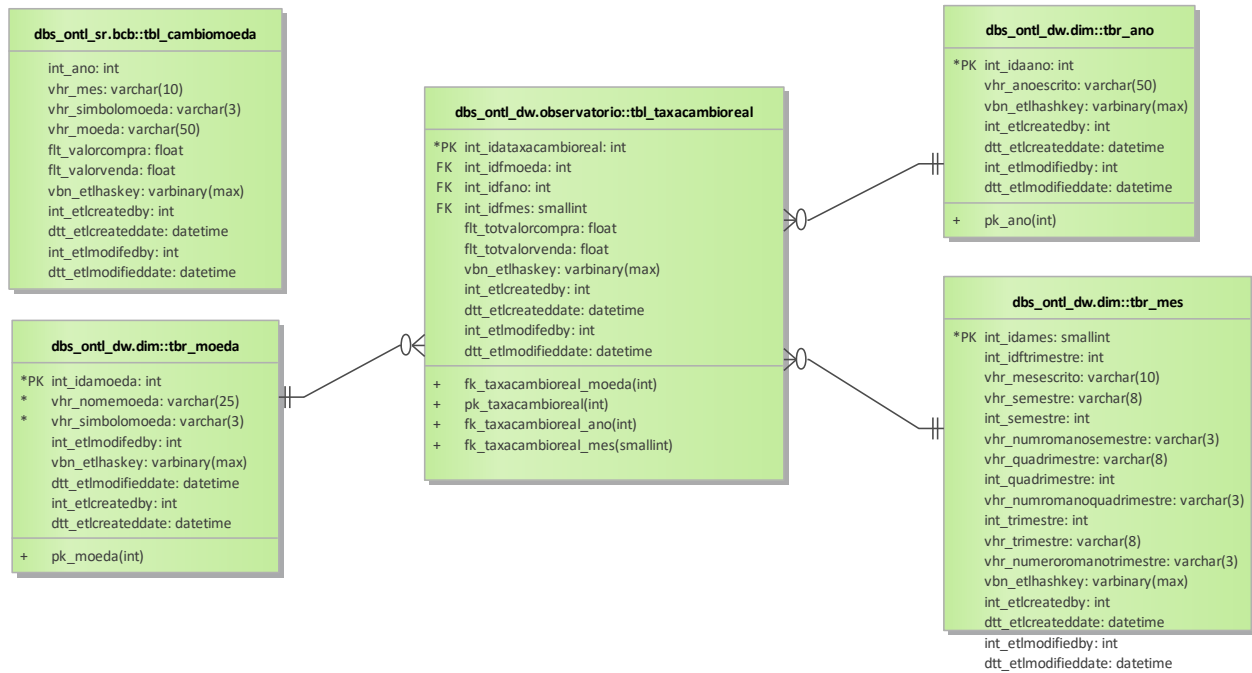 dbs_ontl_sr.bcb::tbl_cambiomoeda
int_ano: int
vhr_mes: varchar(10)
vhr_simbolomoeda: varchar(3)
vhr_moeda: varchar(50)
flt_valorcompra: float
flt_valorvenda: float
vbn_etlhaskey: varbinary(max)
int_etlcreatedby: int
dtt_etlcreateddate: datetime
int_etlmodifedby: int
dtt_etlmodifieddate: datetime
dbs_ontl_dw.dim::tbr_moeda
*PK int_idamoeda: int
* vhr_nomemoeda: varchar(25)
* vhr_simbolomoeda: varchar(3)
int_etlmodifedby: int
vbn_etlhaskey: varbinary(max)
dtt_etlmodifieddate: datetime
int_etlcreatedby: int
dtt_etlcreateddate: datetime
+ pk_moeda(int)
dbs_ontl_dw.observatorio::tbl_taxacambioreal
*PK int_idataxacambioreal: int
FK int_idfmoeda: int
FK int_idfano: int
FK int_idfmes: smallint
flt_totvalorcompra: float
flt_totvalorvenda: float
vbn_etlhaskey: varbinary(max)
int_etlcreatedby: int
dtt_etlcreateddate: datetime
int_etlmodifedby: int
dtt_etlmodifieddate: datetime
+ fk_taxacambioreal_moeda(int)
+ pk_taxacambioreal(int)
+ fk_taxacambioreal_ano(int)
+ fk_taxacambioreal_mes(smallint)
dbs_ontl_dw.dim::tbr_ano
*PK int_idaano: int
vhr_anoescrito: varchar(50)
vbn_etlhashkey: varbinary(max)
int_etlcreatedby: int
dtt_etlcreateddate: datetime
int_etlmodifiedby: int
dtt_etlmodifieddate: datetime
+ pk_ano(int)
dbs_ontl_dw.dim::tbr_mes
*PK int_idames: smallint
int_idftrimestre: int
vhr_mesescrito: varchar(10)
vhr_semestre: varchar(8)
int_semestre: int
vhr_numromanosemestre: varchar(3)
vhr_quadrimestre: varchar(8)
int_quadrimestre: int
vhr_numromanoquadrimestre: varchar(3)
int_trimestre: int
vhr_trimestre: varchar(8)
vhr_numeroromanotrimestre: varchar(3)
vbn_etlhashkey: varbinary(max)
int_etlcreatedby: int
dtt_etlcreateddate: datetime
int_etlmodifiedby: int
dtt_etlmodifieddate: datetime